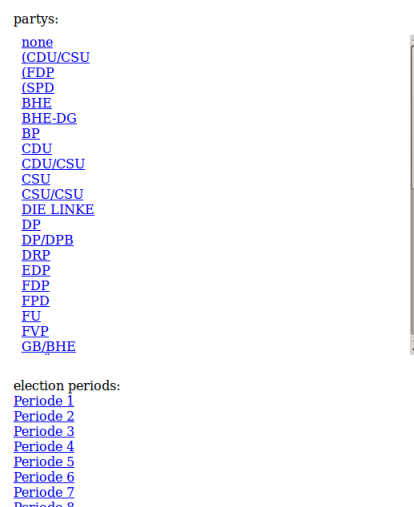 partys:
none
(CDU/CSU
(FDP
(SPD
BHE
BHE-DG
BP
CDU
CDU/CSU
CSU
CSU/CSU
DIE LINKE
DP
DP/DPB
DRP
EDP
FDP
FPD
FU
FVP
GB/BHE
election periods:
Periode 1
Periode 2
Periode 3
Periode 4
Periode 5
Periode 6
Periode 7
Periode 8